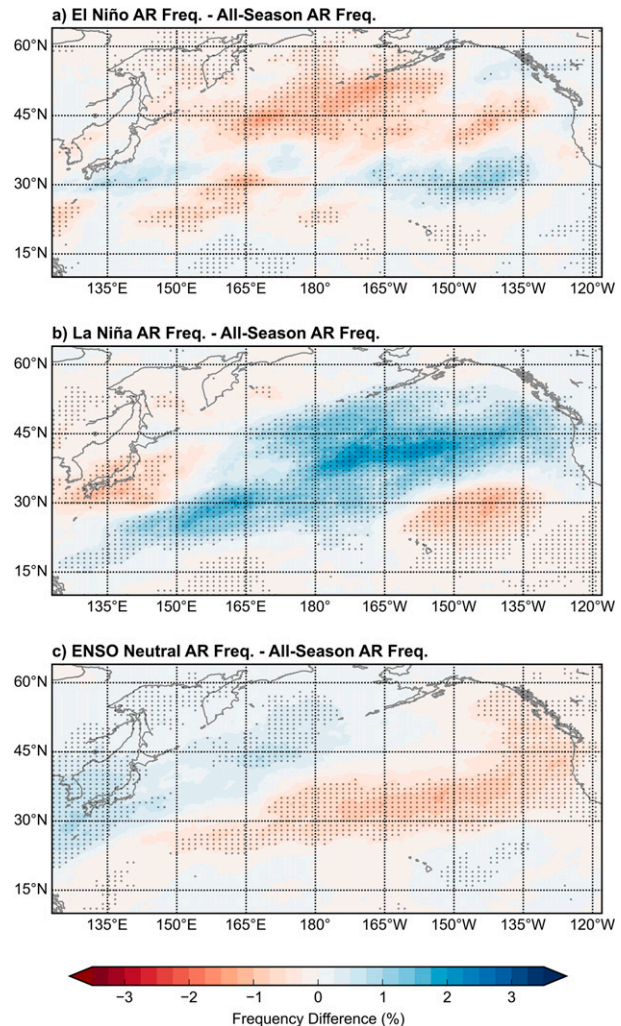 a) El Niño AR Freq. - All-Season AR Freq.
60°N
45°N
30°N
15°N
135°E 150°E 165°E 180° 165°W 150°W 135°W 120°W
b) La Niña AR Freq. - All-Season AR Freq.
60°N
45°N
30°N
15°N
135°E 150°E 165°E 180° 165°W 150°W 135°W 120°W
c) ENSO Neutral AR Freq. - All-Season AR Freq.
60°N
45°N
30°N
15°N
135°E 150°E 165°E 180° 165°W 150°W 135°W 120°W
−3 −2 −1 0 1 2 3
Frequency Difference (%)